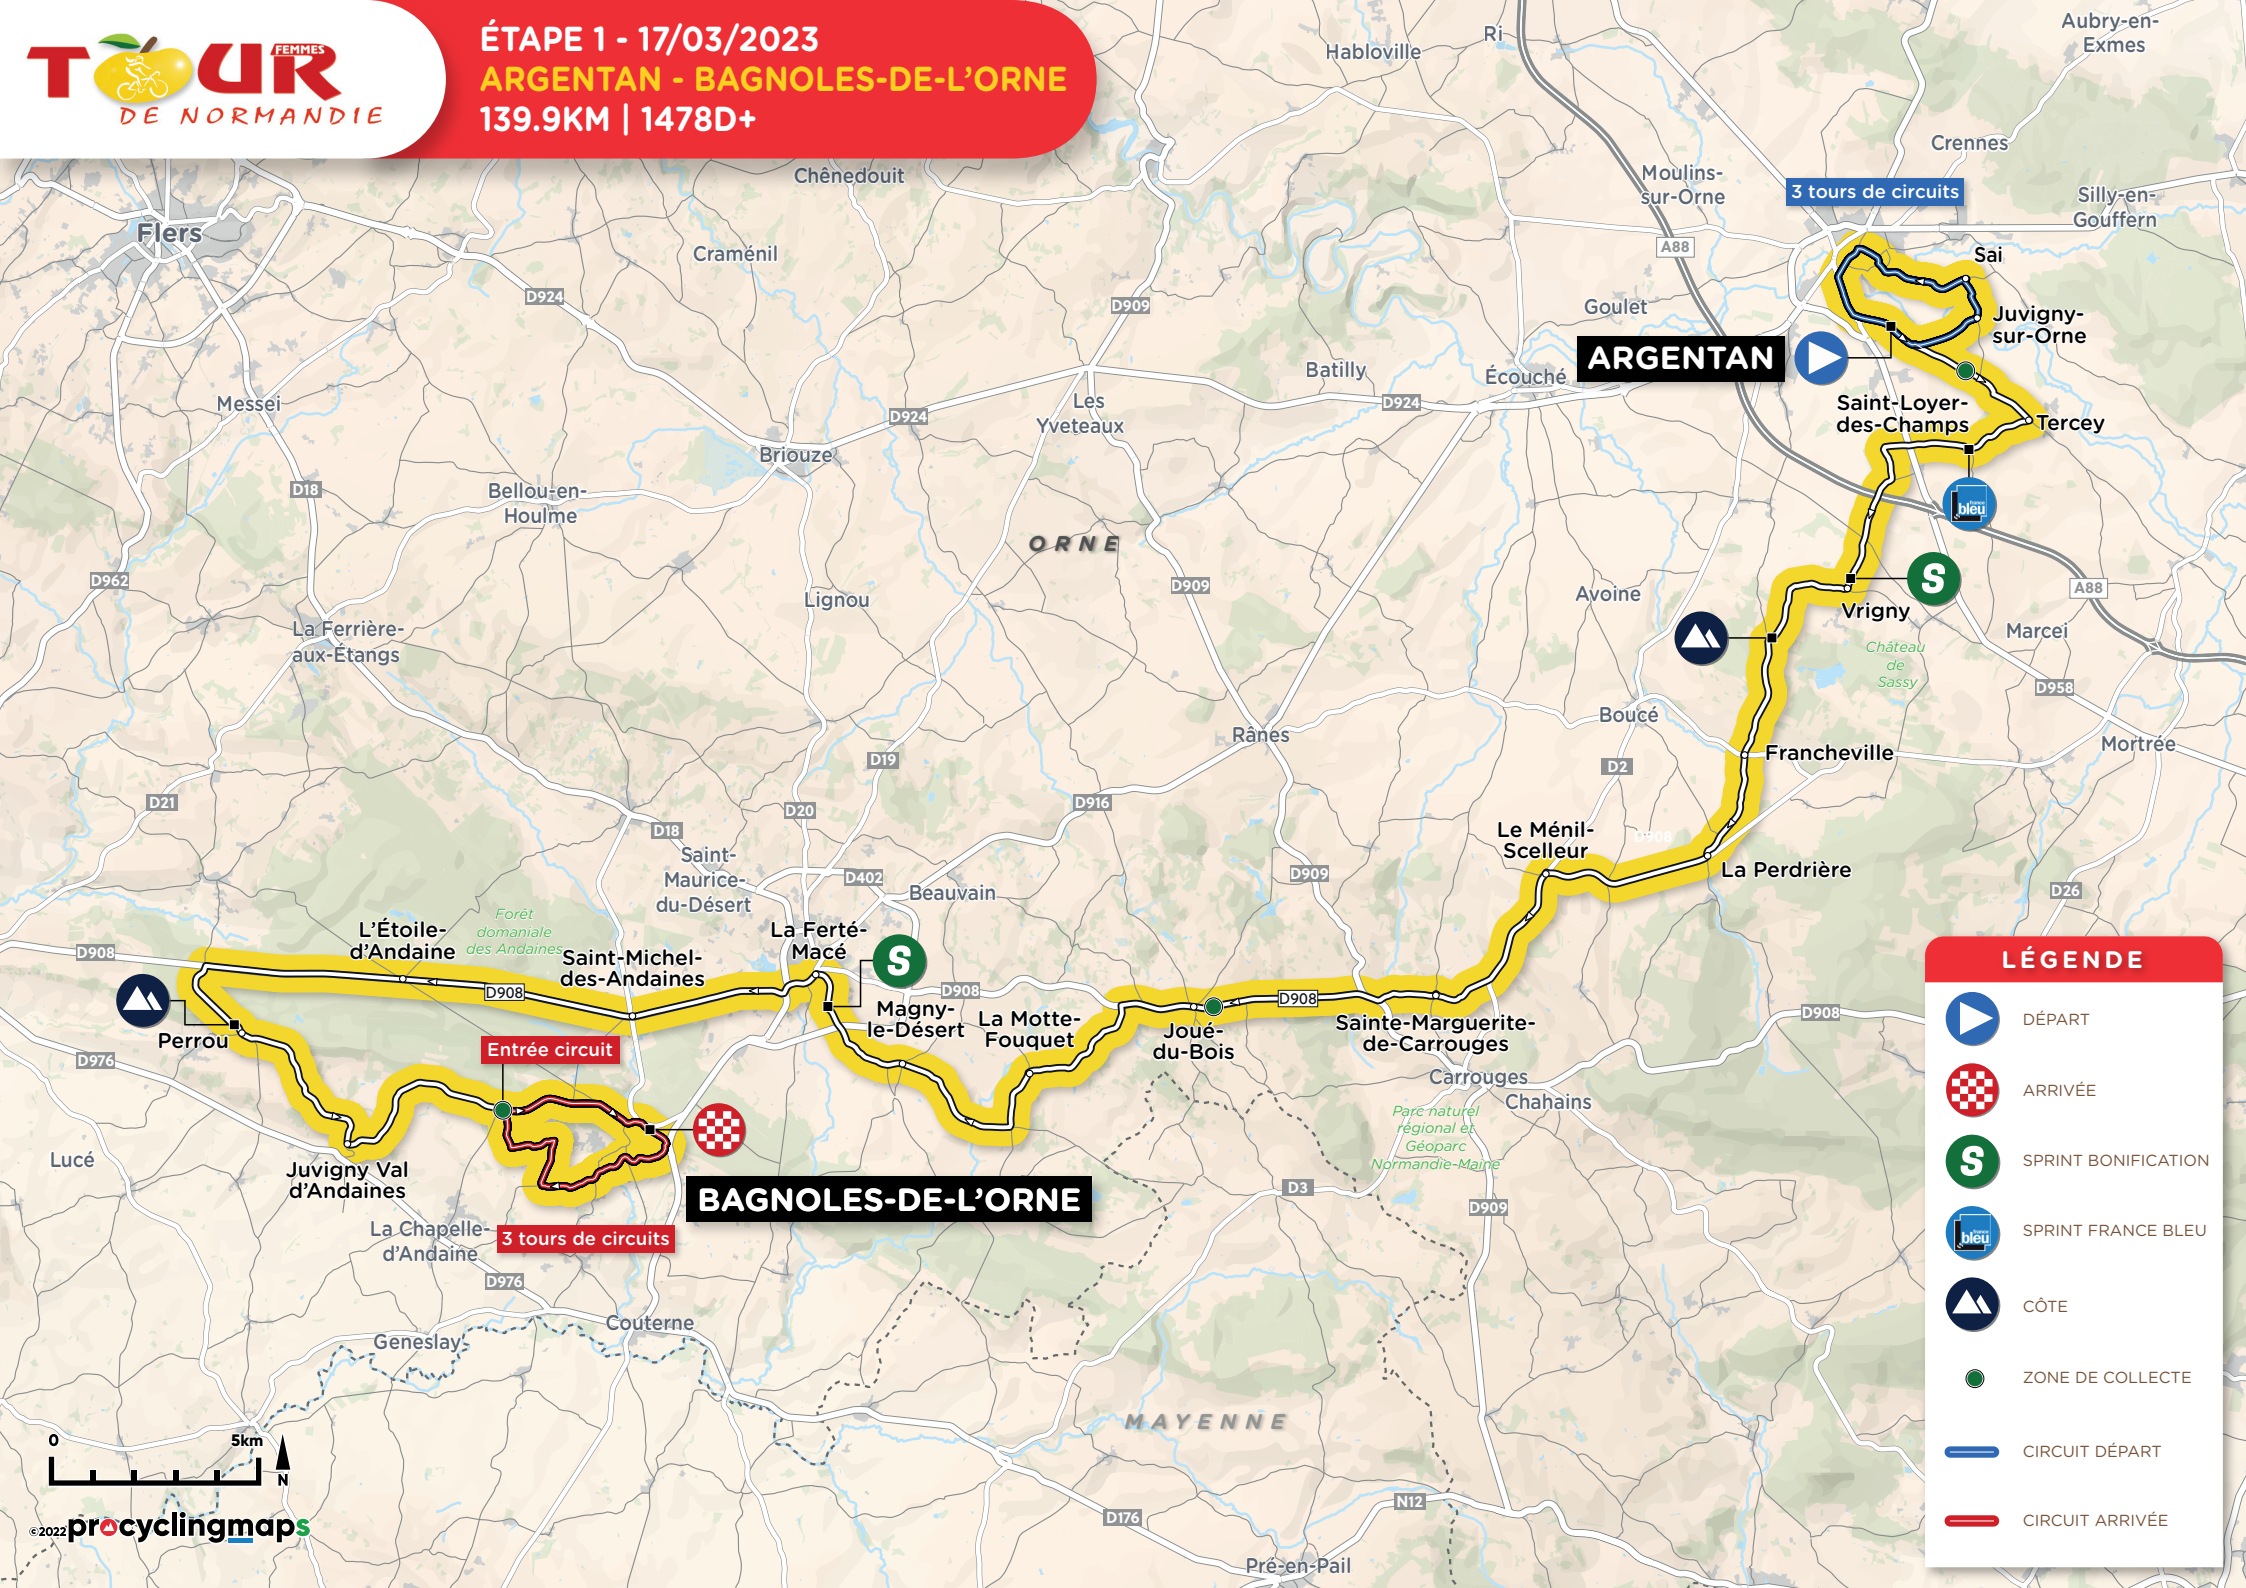 TOUR
FEMMES
DE NORMANDIE
ÉTAPE 1 - 17/03/2023
ARGENTAN - BAGNOLES-DE-L'ORNE
139.9KM | 1478D+
Habloville
Ri
Aubry-en-
Exmes
Crennes
Chênedouit
Moulins-
sur-Orne
3 tours de circuits
Silly-en-
Gouffern
Flers
Craménil
A88
Sai
D924
D909
Goulet
Juvigny-
sur-Orne
ARGENTAN
Batilly
Écouché
Messei
Les
Yveteaux
D924
D924
Saint-Loyer-
des-Champs
Tercey
Briouze
D18
Bellou-en-
Houlme
france
bleu
ORNE
D962
D909
Avoine
S
A88
Lignou
Vrigny
La Ferrière-
aux-Étangs
Marcei
Château
de
Sassy
D958
Boucé
Rânes
Mortrée
Francheville
D19
D2
D21
D20
D916
D18
Le Ménil-
Scelleur
D908
Saint-
Maurice-
du-Désert
La Perdrière
D402
D909
Beauvain
D26
L'Étoile-
d'Andaine
Forêt
domaniale
des Andaines
La Ferté-
Macé
D908
Saint-Michel-
des-Andaines
S
D908
D908
D908
Magny-
le-Désert
La Motte-
Fouquet
Joué-
du-Bois
Sainte-Marguerite-
de-Carrouges
D908
Perrou
Entrée circuit
D976
Carrouges
Chahains
Parc naturel
régional et
Géoparc
Normandie-Maine
Lucé
Juvigny Val
d'Andaines
BAGNOLES-DE-L'ORNE
D3
D909
La Chapelle-
d'Andaine
3 tours de circuits
D976
Couterne
Geneslay
MAYENNE
N12
D176
Pré-en-Pail
0
5km
N
©2022 procyclingmaps
LÉGENDE
DÉPART
ARRIVÉE
S
SPRINT BONIFICATION
france
bleu
SPRINT FRANCE BLEU
CÔTE
ZONE DE COLLECTE
CIRCUIT DÉPART
CIRCUIT ARRIVÉE